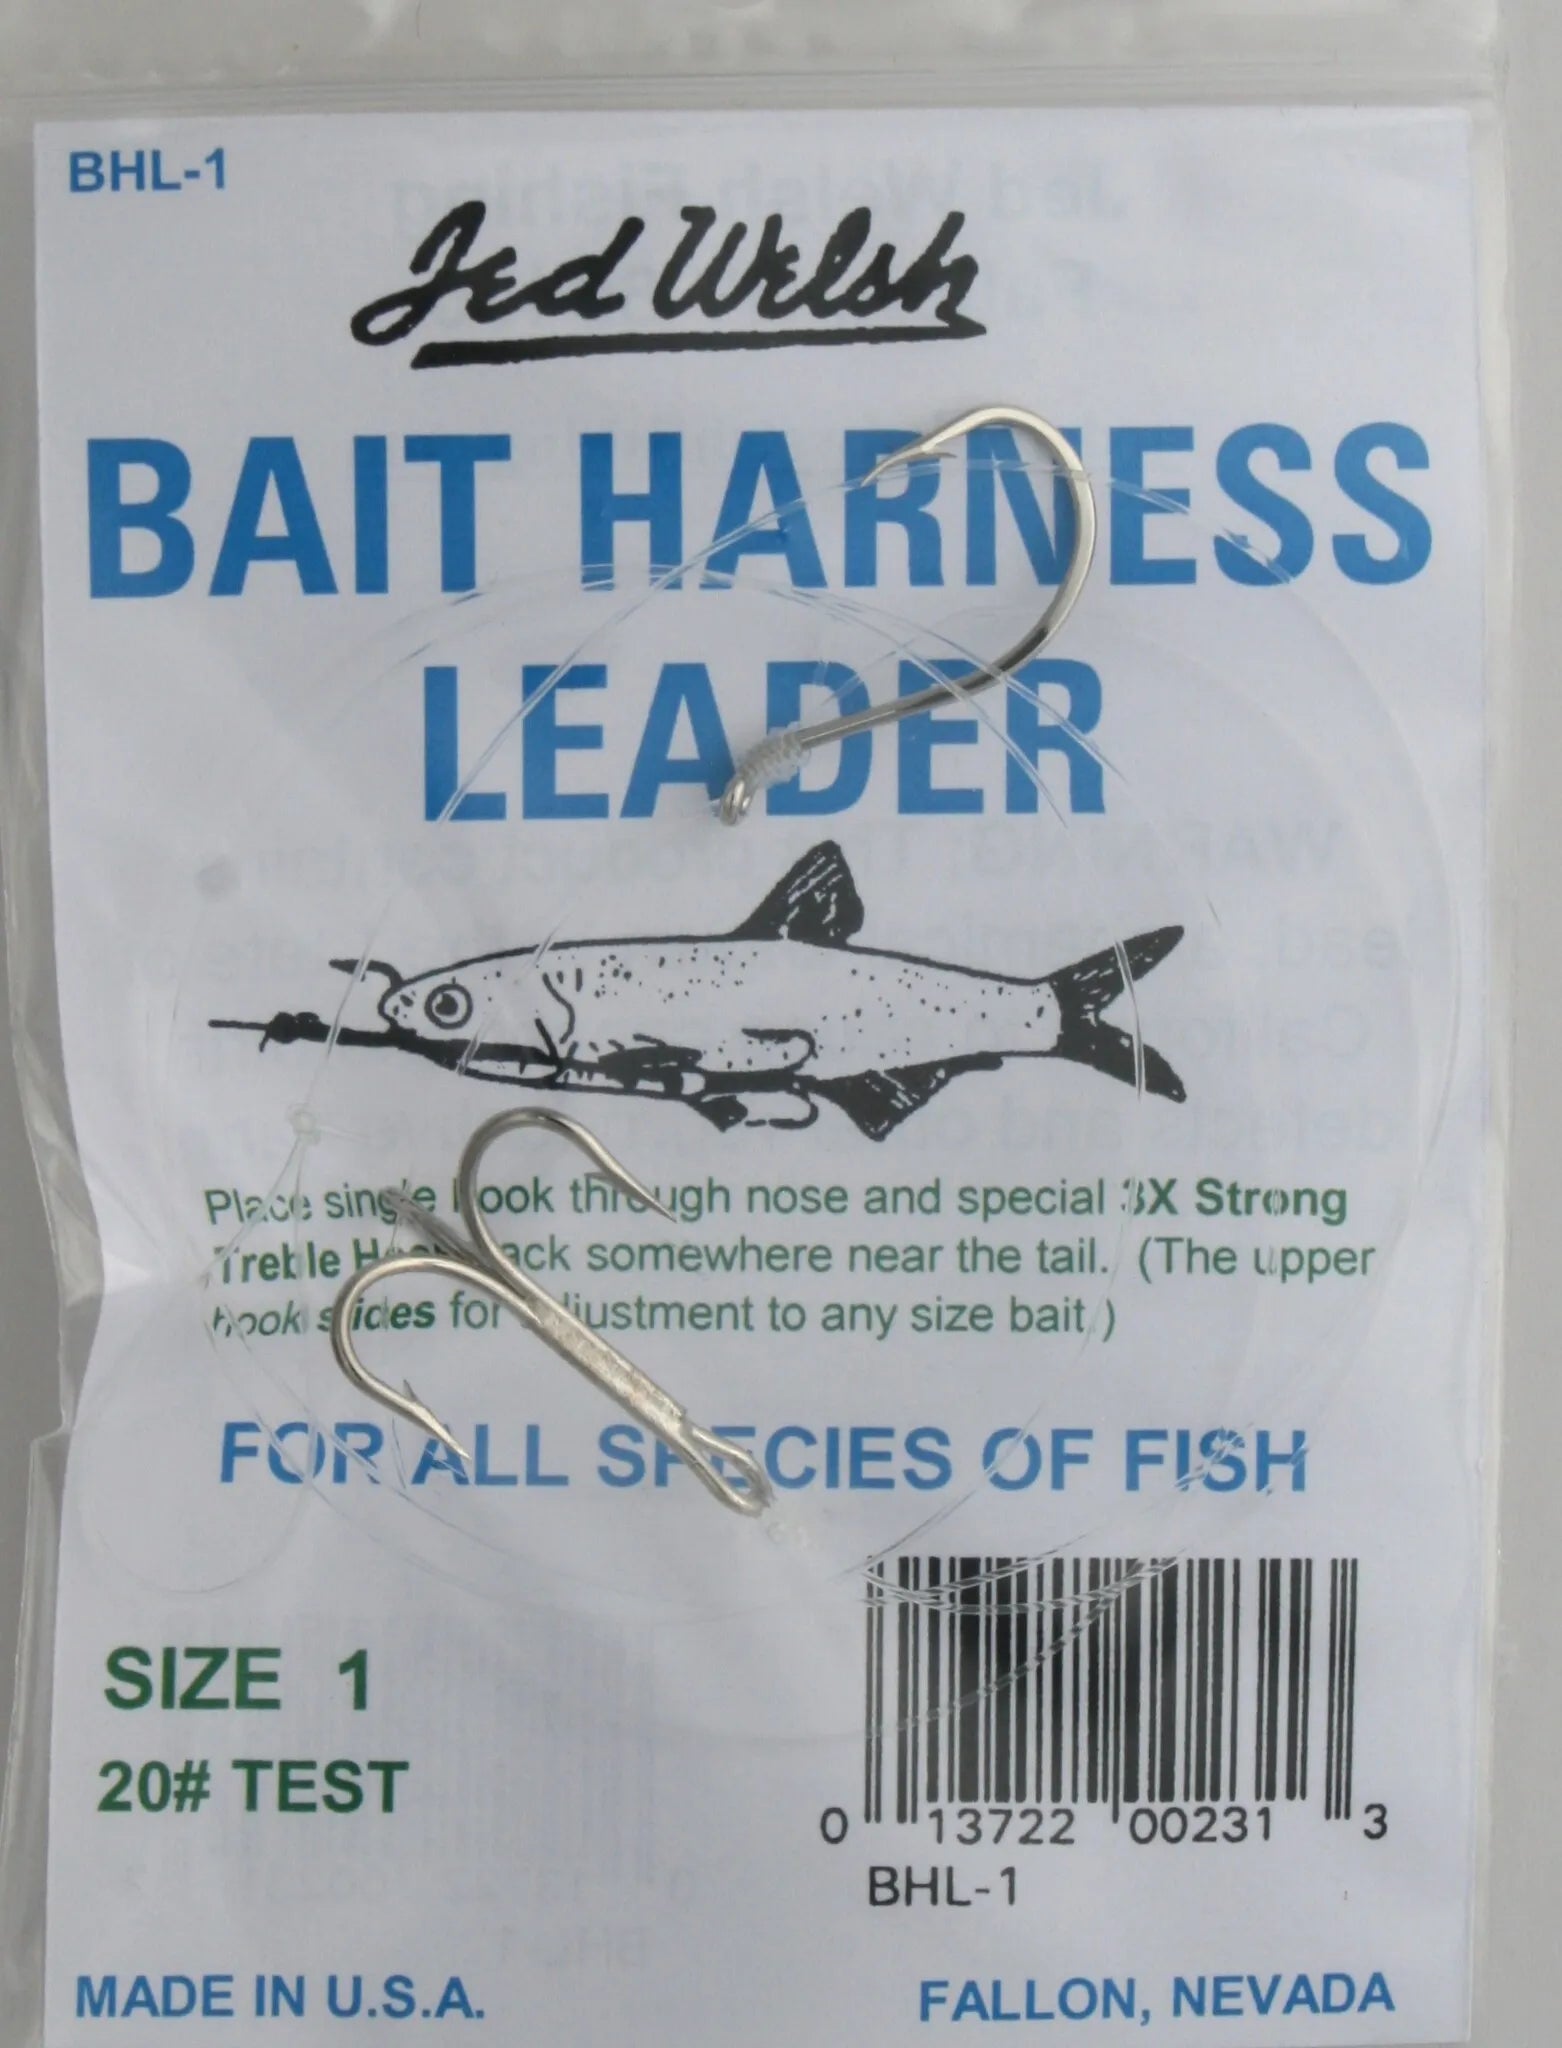 BHL-1
Jed Welsh
BAIT HARNESS
LEADER
Place single hook through nose and special 3X Strong
Treble Hook back somewhere near the tail. (The upper
hook slides for adjustment to any size bait.)
FOR ALL SPECIES OF FISH
SIZE 1
20# TEST
0 13722 00231 3
BHL-1
MADE IN U.S.A.
FALLON, NEVADA